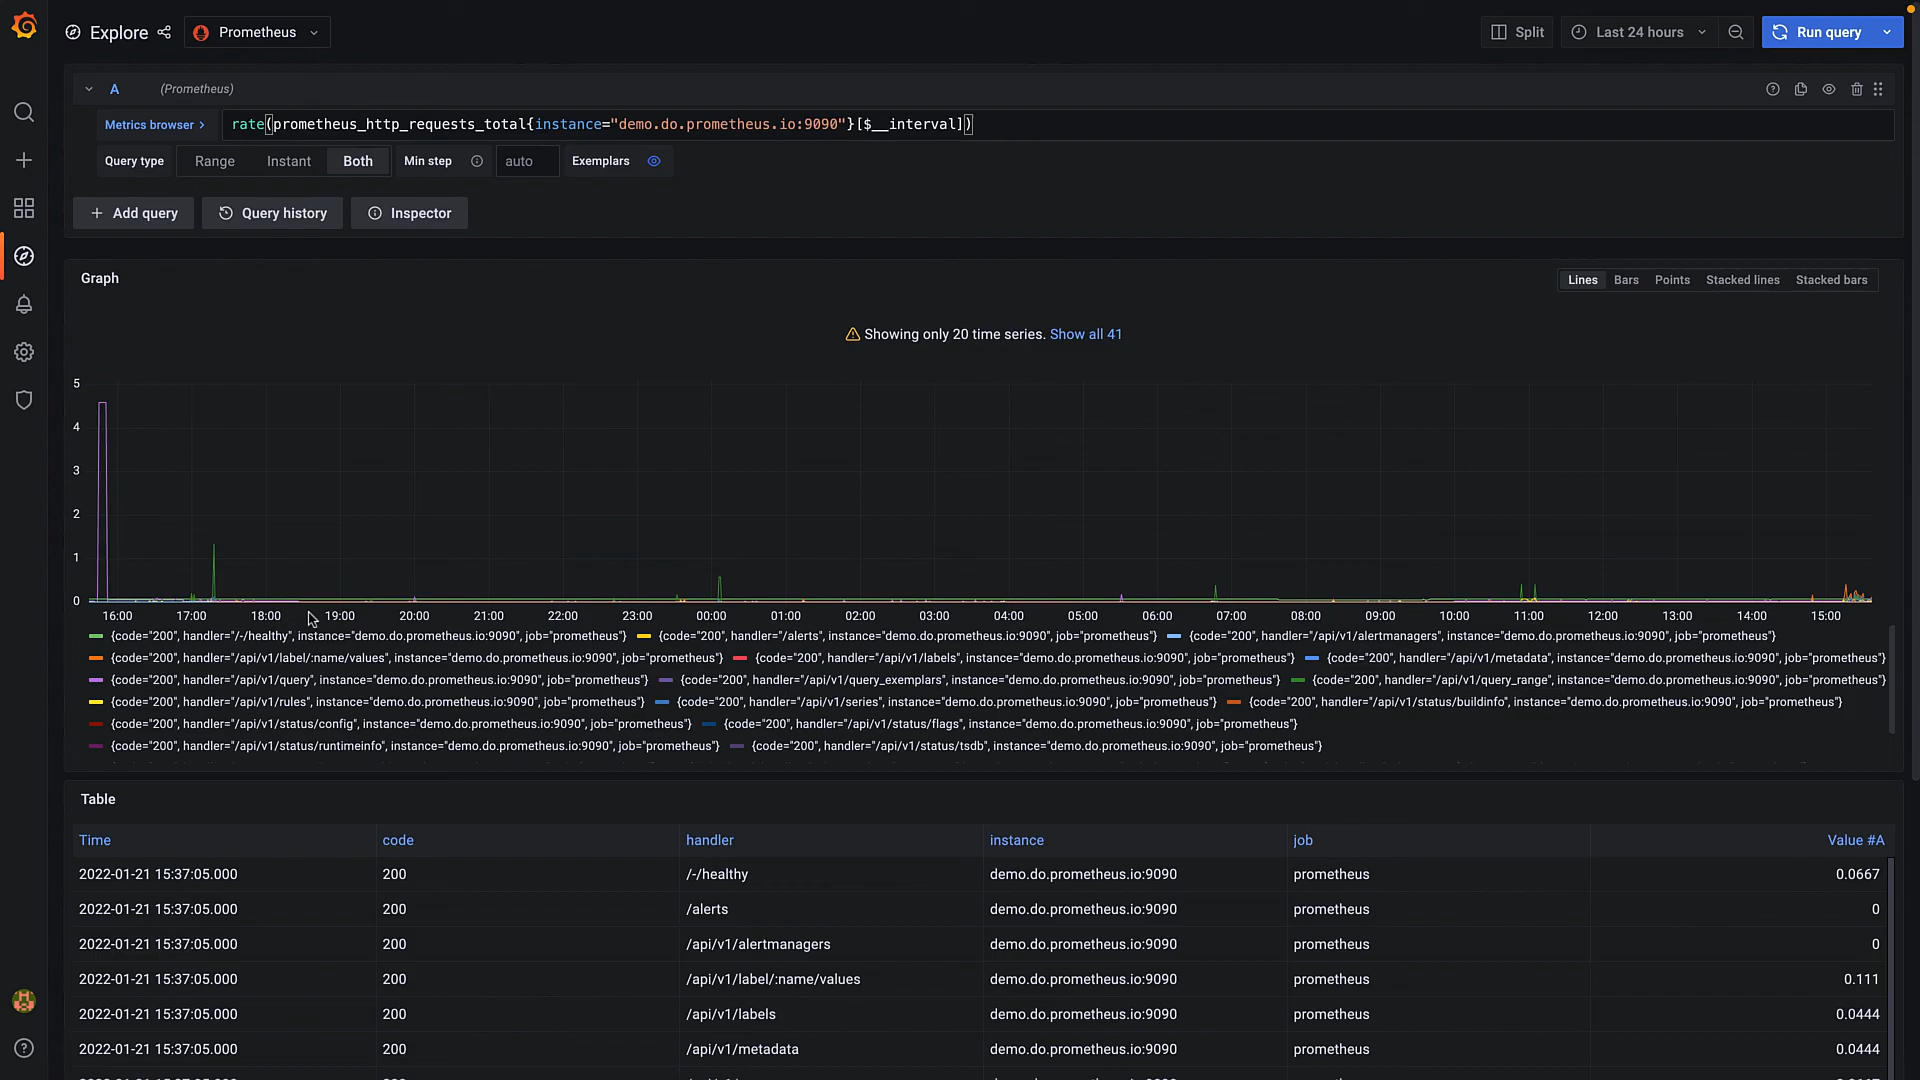 Explore Prometheus Split Last 24 hours Run query
A (Prometheus)
Metrics browser > rate(prometheus_http_requests_total{instance="demo.do.prometheus.io:9090"}[$__interval])
Query type Range Instant Both Min step auto Exemplars
+ Add query Query history Inspector
Graph Lines Bars Points Stacked lines Stacked bars
Showing only 20 time series. Show all 41
5
4
3
2
1
0
16:00 17:00 18:00 19:00 20:00 21:00 22:00 23:00 00:00 01:00 02:00 03:00 04:00 05:00 06:00 07:00 08:00 09:00 10:00 11:00 12:00 13:00 14:00 15:00
{code="200", handler="/-/healthy", instance="demo.do.prometheus.io:9090", job="prometheus"} {code="200", handler="/alerts", instance="demo.do.prometheus.io:9090", job="prometheus"} {code="200", handler="/api/v1/alertmanagers", instance="demo.do.prometheus.io:9090", job="prometheus"}
{code="200", handler="/api/v1/label/:name/values", instance="demo.do.prometheus.io:9090", job="prometheus"} {code="200", handler="/api/v1/labels", instance="demo.do.prometheus.io:9090", job="prometheus"} {code="200", handler="/api/v1/metadata", instance="demo.do.prometheus.io:9090", job="prometheus"}
{code="200", handler="/api/v1/query", instance="demo.do.prometheus.io:9090", job="prometheus"} {code="200", handler="/api/v1/query_exemplars", instance="demo.do.prometheus.io:9090", job="prometheus"} {code="200", handler="/api/v1/query_range", instance="demo.do.prometheus.io:9090", job="prometheus"}
{code="200", handler="/api/v1/rules", instance="demo.do.prometheus.io:9090", job="prometheus"} {code="200", handler="/api/v1/series", instance="demo.do.prometheus.io:9090", job="prometheus"} {code="200", handler="/api/v1/status/buildinfo", instance="demo.do.prometheus.io:9090", job="prometheus"}
{code="200", handler="/api/v1/status/config", instance="demo.do.prometheus.io:9090", job="prometheus"} {code="200", handler="/api/v1/status/flags", instance="demo.do.prometheus.io:9090", job="prometheus"}
{code="200", handler="/api/v1/status/runtimeinfo", instance="demo.do.prometheus.io:9090", job="prometheus"} {code="200", handler="/api/v1/status/tsdb", instance="demo.do.prometheus.io:9090", job="prometheus"}
Table
Time code handler instance job Value #A
2022-01-21 15:37:05.000 200 /-/healthy demo.do.prometheus.io:9090 prometheus 0.0667
2022-01-21 15:37:05.000 200 /alerts demo.do.prometheus.io:9090 prometheus 0
2022-01-21 15:37:05.000 200 /api/v1/alertmanagers demo.do.prometheus.io:9090 prometheus 0
2022-01-21 15:37:05.000 200 /api/v1/label/:name/values demo.do.prometheus.io:9090 prometheus 0.111
2022-01-21 15:37:05.000 200 /api/v1/labels demo.do.prometheus.io:9090 prometheus 0.0444
2022-01-21 15:37:05.000 200 /api/v1/metadata demo.do.prometheus.io:9090 prometheus 0.0444